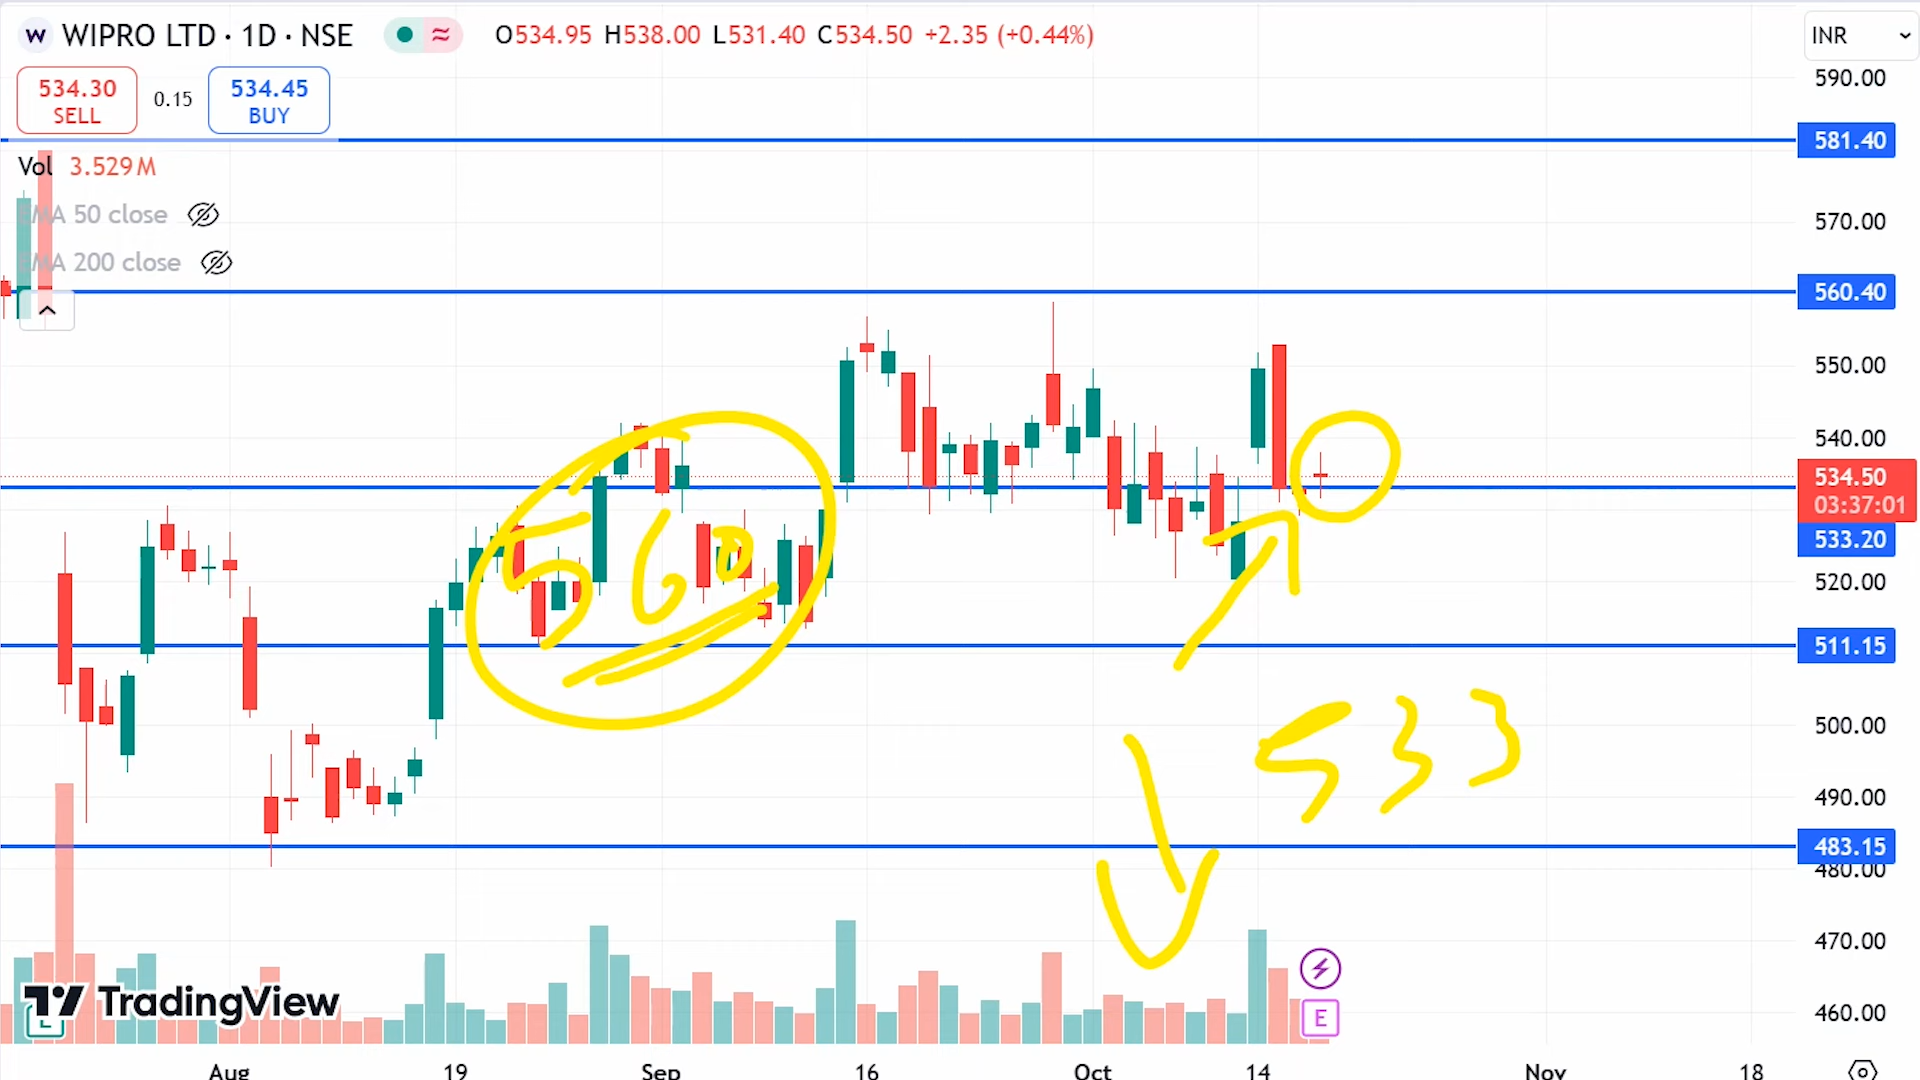 W WIPRO LTD · 1D · NSE ≈ O534.95 H538.00 L531.40 C534.50 +2.35 (+0.44%)
INR
534.30
SELL
0.15
534.45
BUY
Vol 3.529 M
EMA 50 close
EMA 200 close
590.00
581.40
570.00
560.40
550.00
540.00
534.50
03:37:01
533.20
520.00
511.15
500.00
490.00
483.15
480.00
470.00
460.00
560
533
E
TradingView
Aug 19 Sep 16 Oct 14 Nov 18